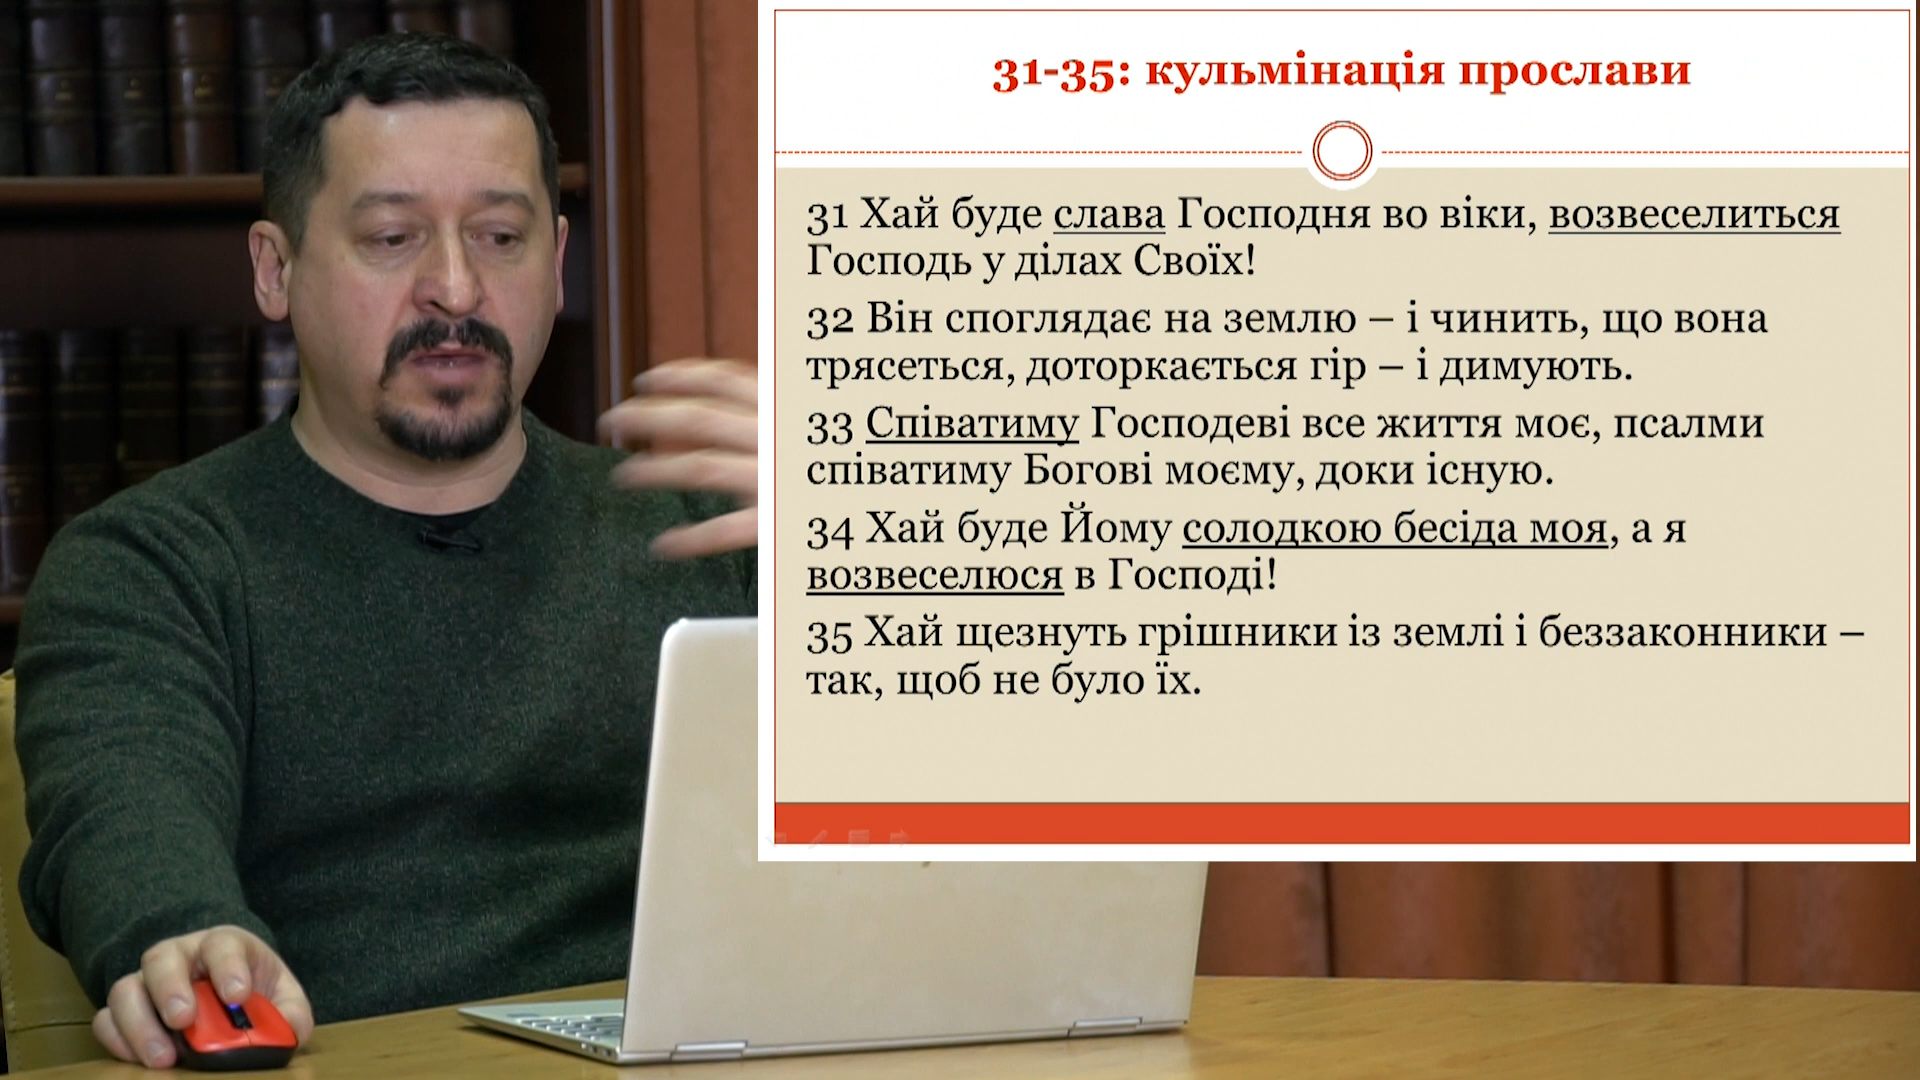 31-35: кульмінація прослави
31 Хай буде слава Господня во віки, возвеселиться
Господь у ділах Своїх!
32 Він споглядає на землю – і чинить, що вона
трясеться, доторкається гір – і димують.
33 Співатиму Господеві все життя моє, псалми
співатиму Богові моєму, доки існую.
34 Хай буде Йому солодкою бесіда моя, а я
возвеселюся в Господі!
35 Хай щезнуть грішники із землі і беззаконники –
так, щоб не було їх.